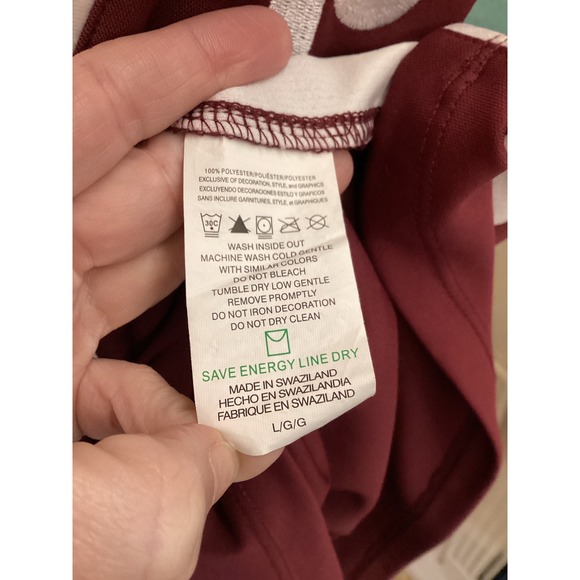 100% POLYESTER/POLIÉSTER/POLYESTER
EXCLUSIVE OF DECORATION, STYLE, and GRAPHICS
EXCLUYENDO DECORACIONES ESTILO Y GRAFICOS
SANS INCLURE GARNITURES, STYLE, et GRAPHIQUES
30C
WASH INSIDE OUT
MACHINE WASH COLD GENTLE
WITH SIMILAR COLORS
DO NOT BLEACH
TUMBLE DRY LOW GENTLE
REMOVE PROMPTLY
DO NOT IRON DECORATION
DO NOT DRY CLEAN
SAVE ENERGY LINE DRY
MADE IN SWAZILAND
HECHO EN SWAZILANDIA
FABRIQUE EN SWAZILAND
L/G/G